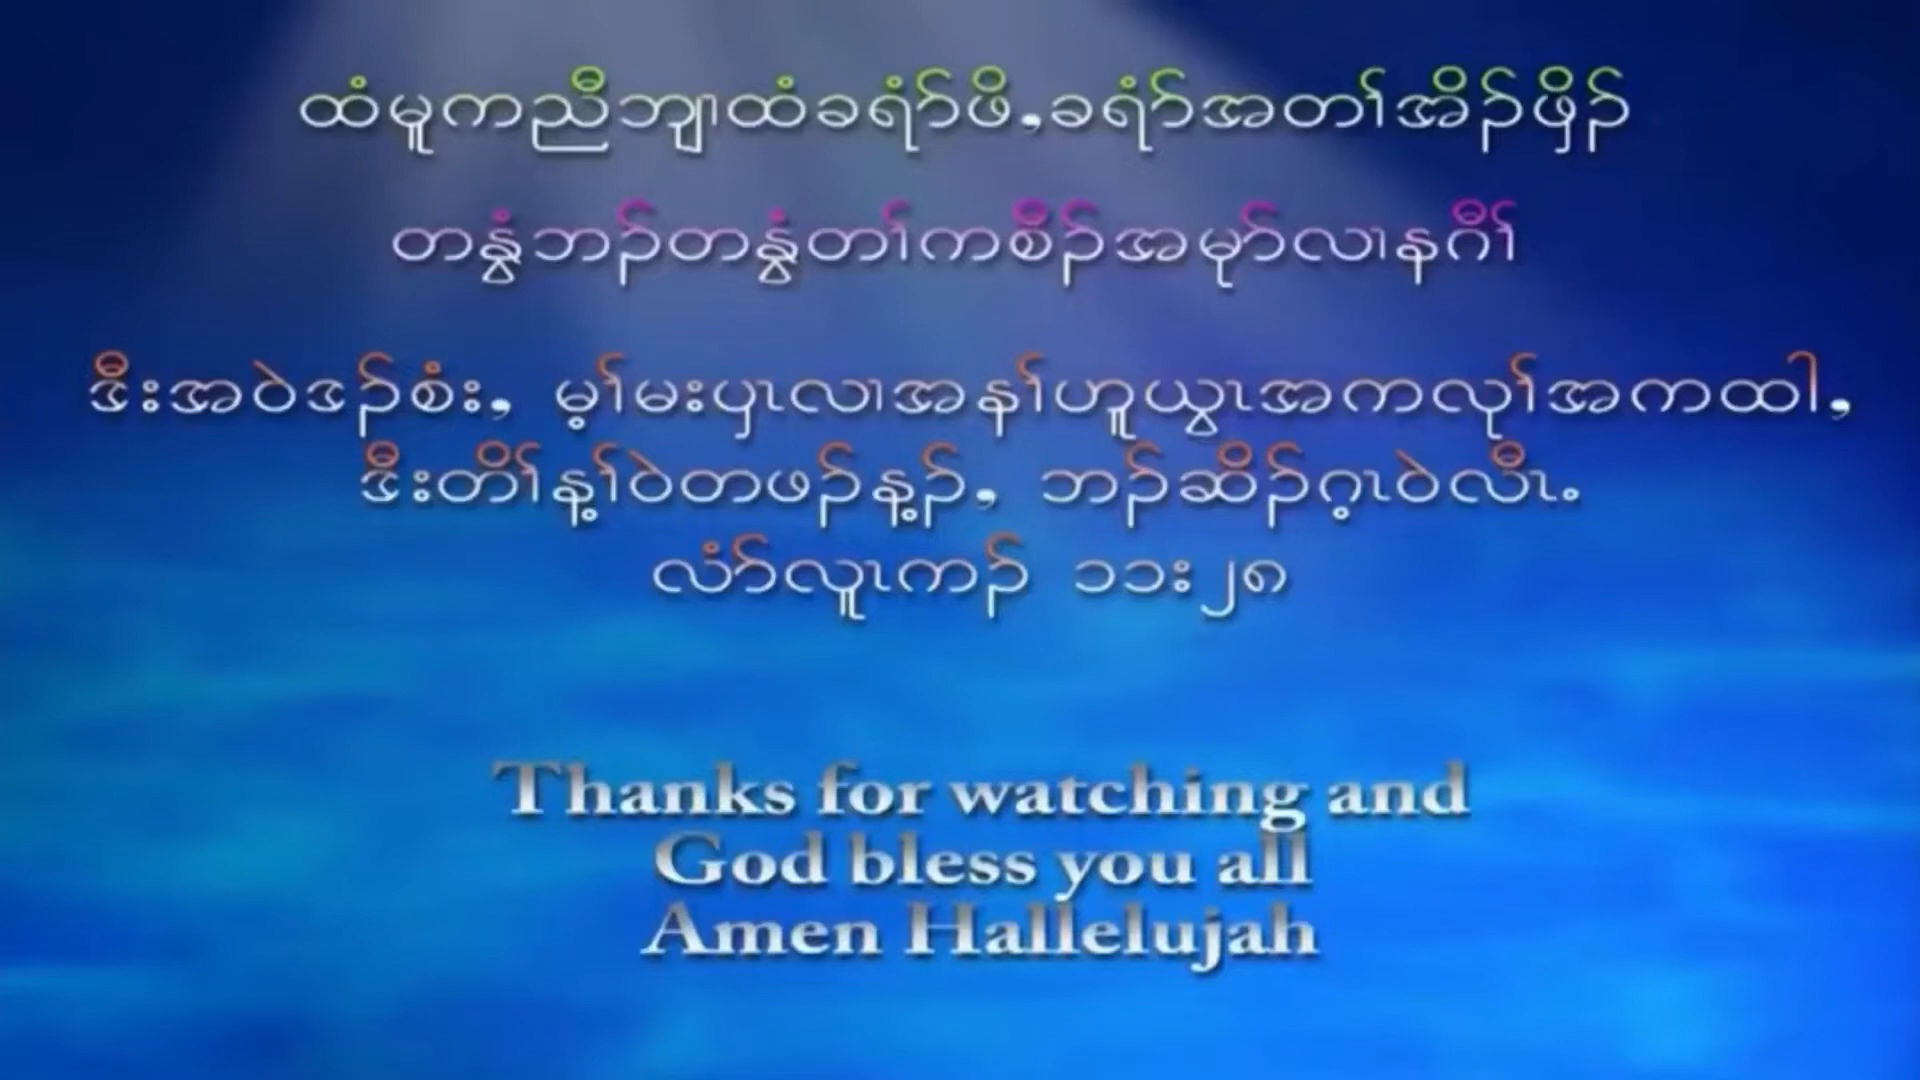 ထံမူကညီဘျၢထံခရံာ်ဖိ,ခရံာ်အတၢ်အိၣ်ဖှိၣ်
တနွံဘၣ်တနွံတၢ်ကစီၣ်အမုာ်လၢနဂီၢ်
ဒီးအဝဲဒၣ်စံး, မ့ၢ်မးပှၤလၢအနၢ်ဟူယွၤအကလုၢ်အကထါ,
ဒီးတိၢ်န့ၢ်ဝဲတဖၣ်န့ၣ်, ဘၣ်ဆိၣ်ဂ့ၤဝဲလီၤ.
လံာ်လူၤကၣ် ၁၁း၂၈
Thanks for watching and
God bless you all
Amen Hallelujah